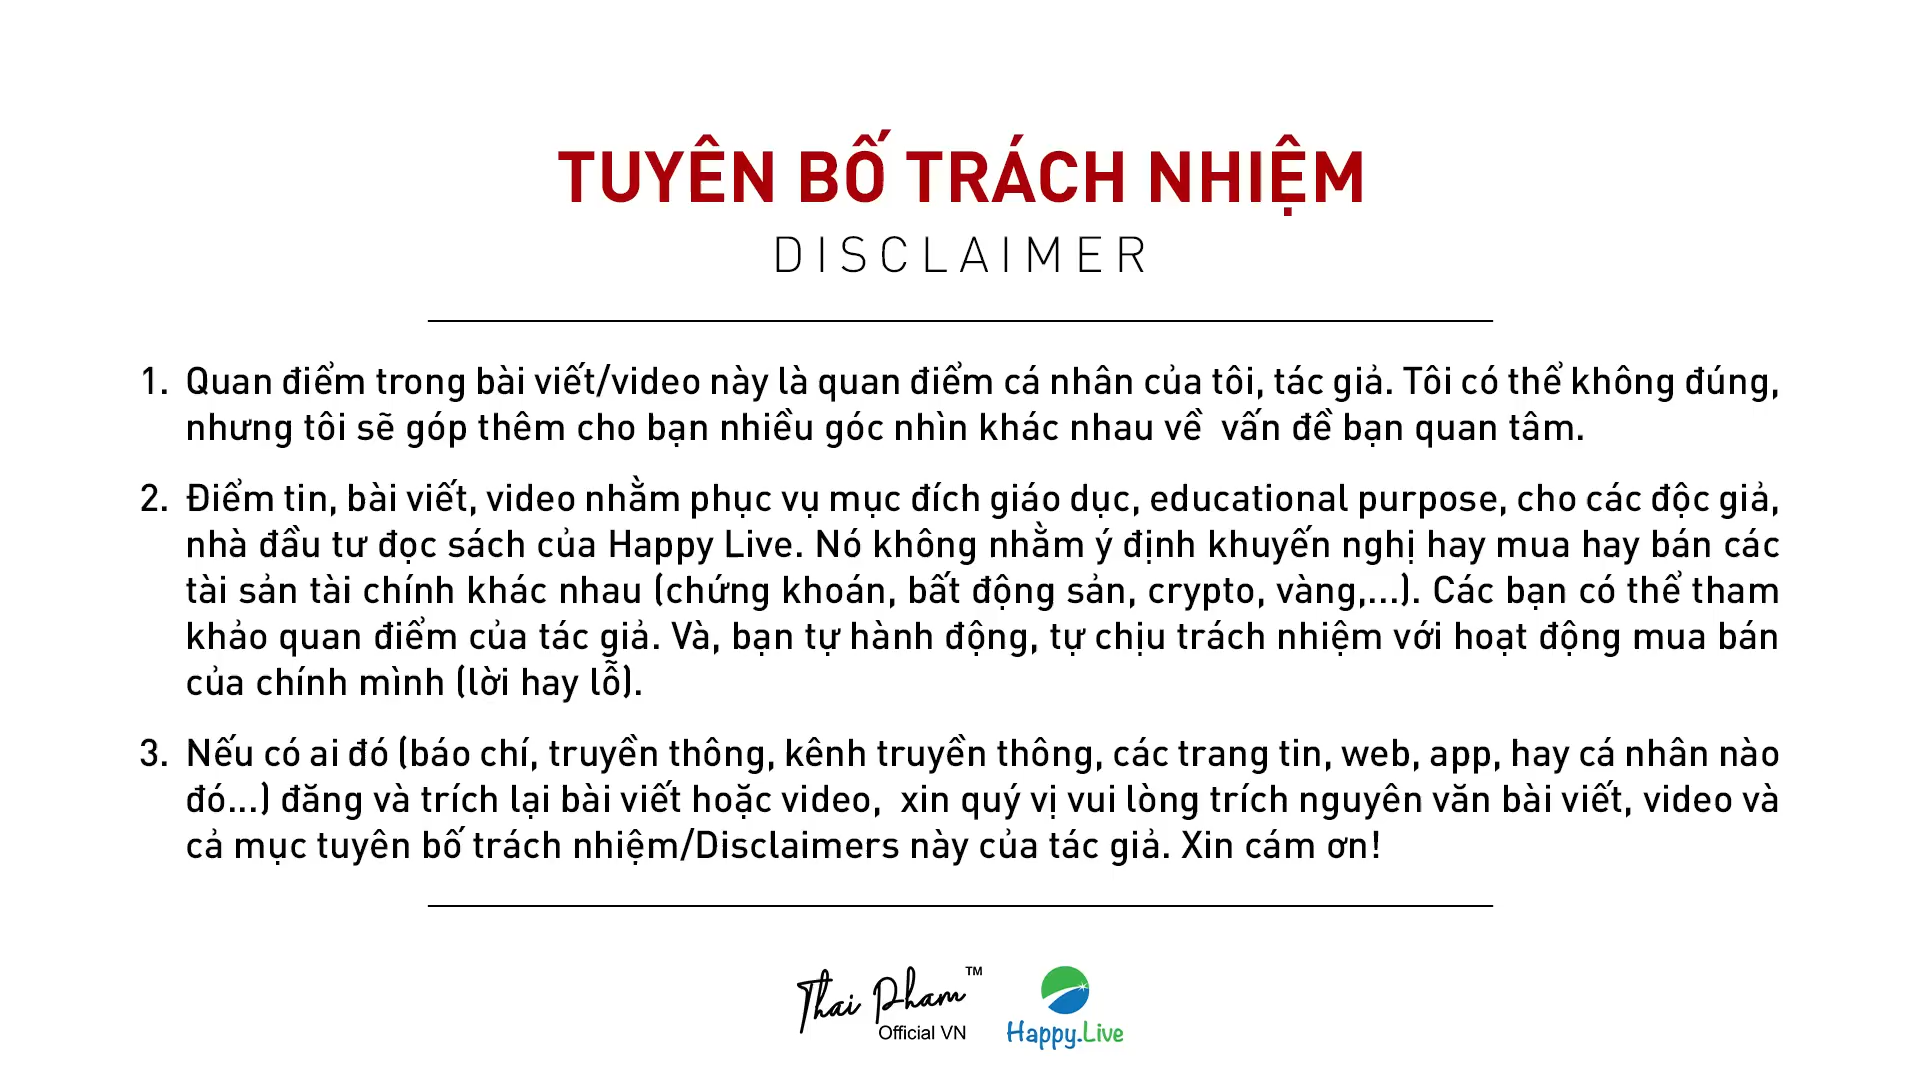 TUYÊN BỐ TRÁCH NHIỆM
DISCLAIMER
1. Quan điểm trong bài viết/video này là quan điểm cá nhân của tôi, tác giả. Tôi có thể không đúng,
nhưng tôi sẽ góp thêm cho bạn nhiều góc nhìn khác nhau về vấn đề bạn quan tâm.
2. Điểm tin, bài viết, video nhằm phục vụ mục đích giáo dục, educational purpose, cho các độc giả,
nhà đầu tư đọc sách của Happy Live. Nó không nhằm ý định khuyến nghị hay mua hay bán các
tài sản tài chính khác nhau (chứng khoán, bất động sản, crypto, vàng,...). Các bạn có thể tham
khảo quan điểm của tác giả. Và, bạn tự hành động, tự chịu trách nhiệm với hoạt động mua bán
của chính mình (lời hay lỗ).
3. Nếu có ai đó (báo chí, truyền thông, kênh truyền thông, các trang tin, web, app, hay cá nhân nào
đó...) đăng và trích lại bài viết hoặc video, xin quý vị vui lòng trích nguyên văn bài viết, video và
cả mục tuyên bố trách nhiệm/Disclaimers này của tác giả. Xin cám ơn!
Thai Pham™
Official VN
Happy.Live